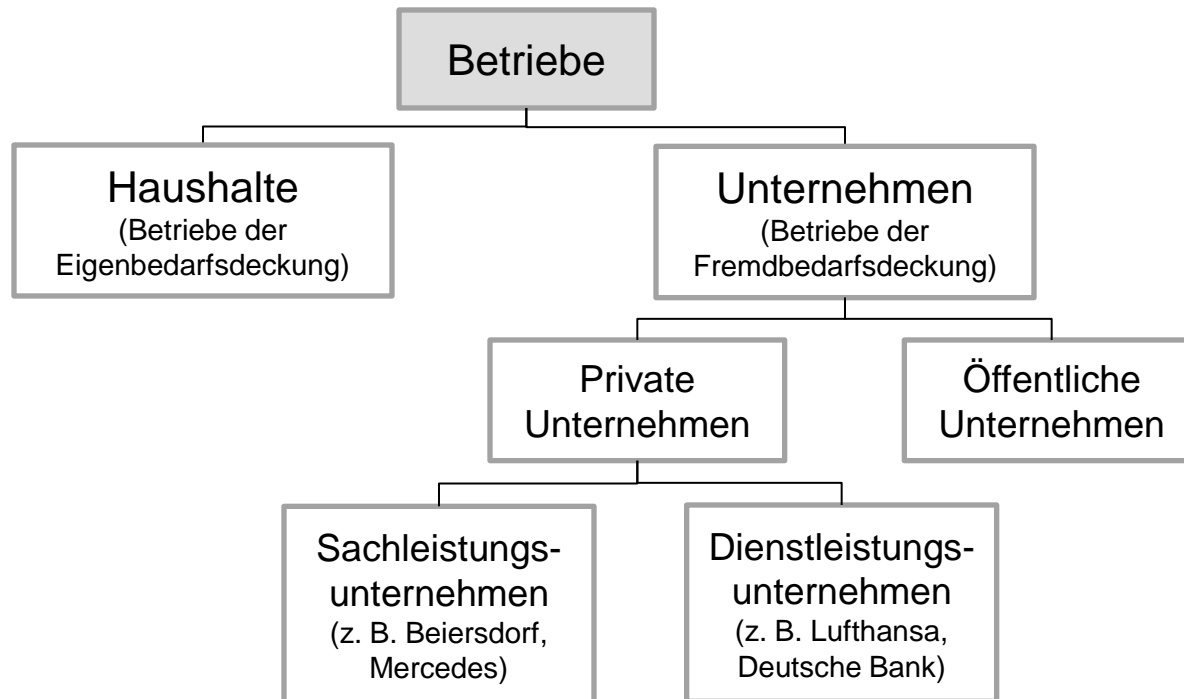 Betriebe
Haushalte
(Betriebe der
Eigenbedarfsdeckung)
Unternehmen
(Betriebe der
Fremdbedarfsdeckung)
Private
Unternehmen
Öffentliche
Unternehmen
Sachleistungs-
unternehmen
(z. B. Beiersdorf,
Mercedes)
Dienstleistungs-
unternehmen
(z. B. Lufthansa,
Deutsche Bank)